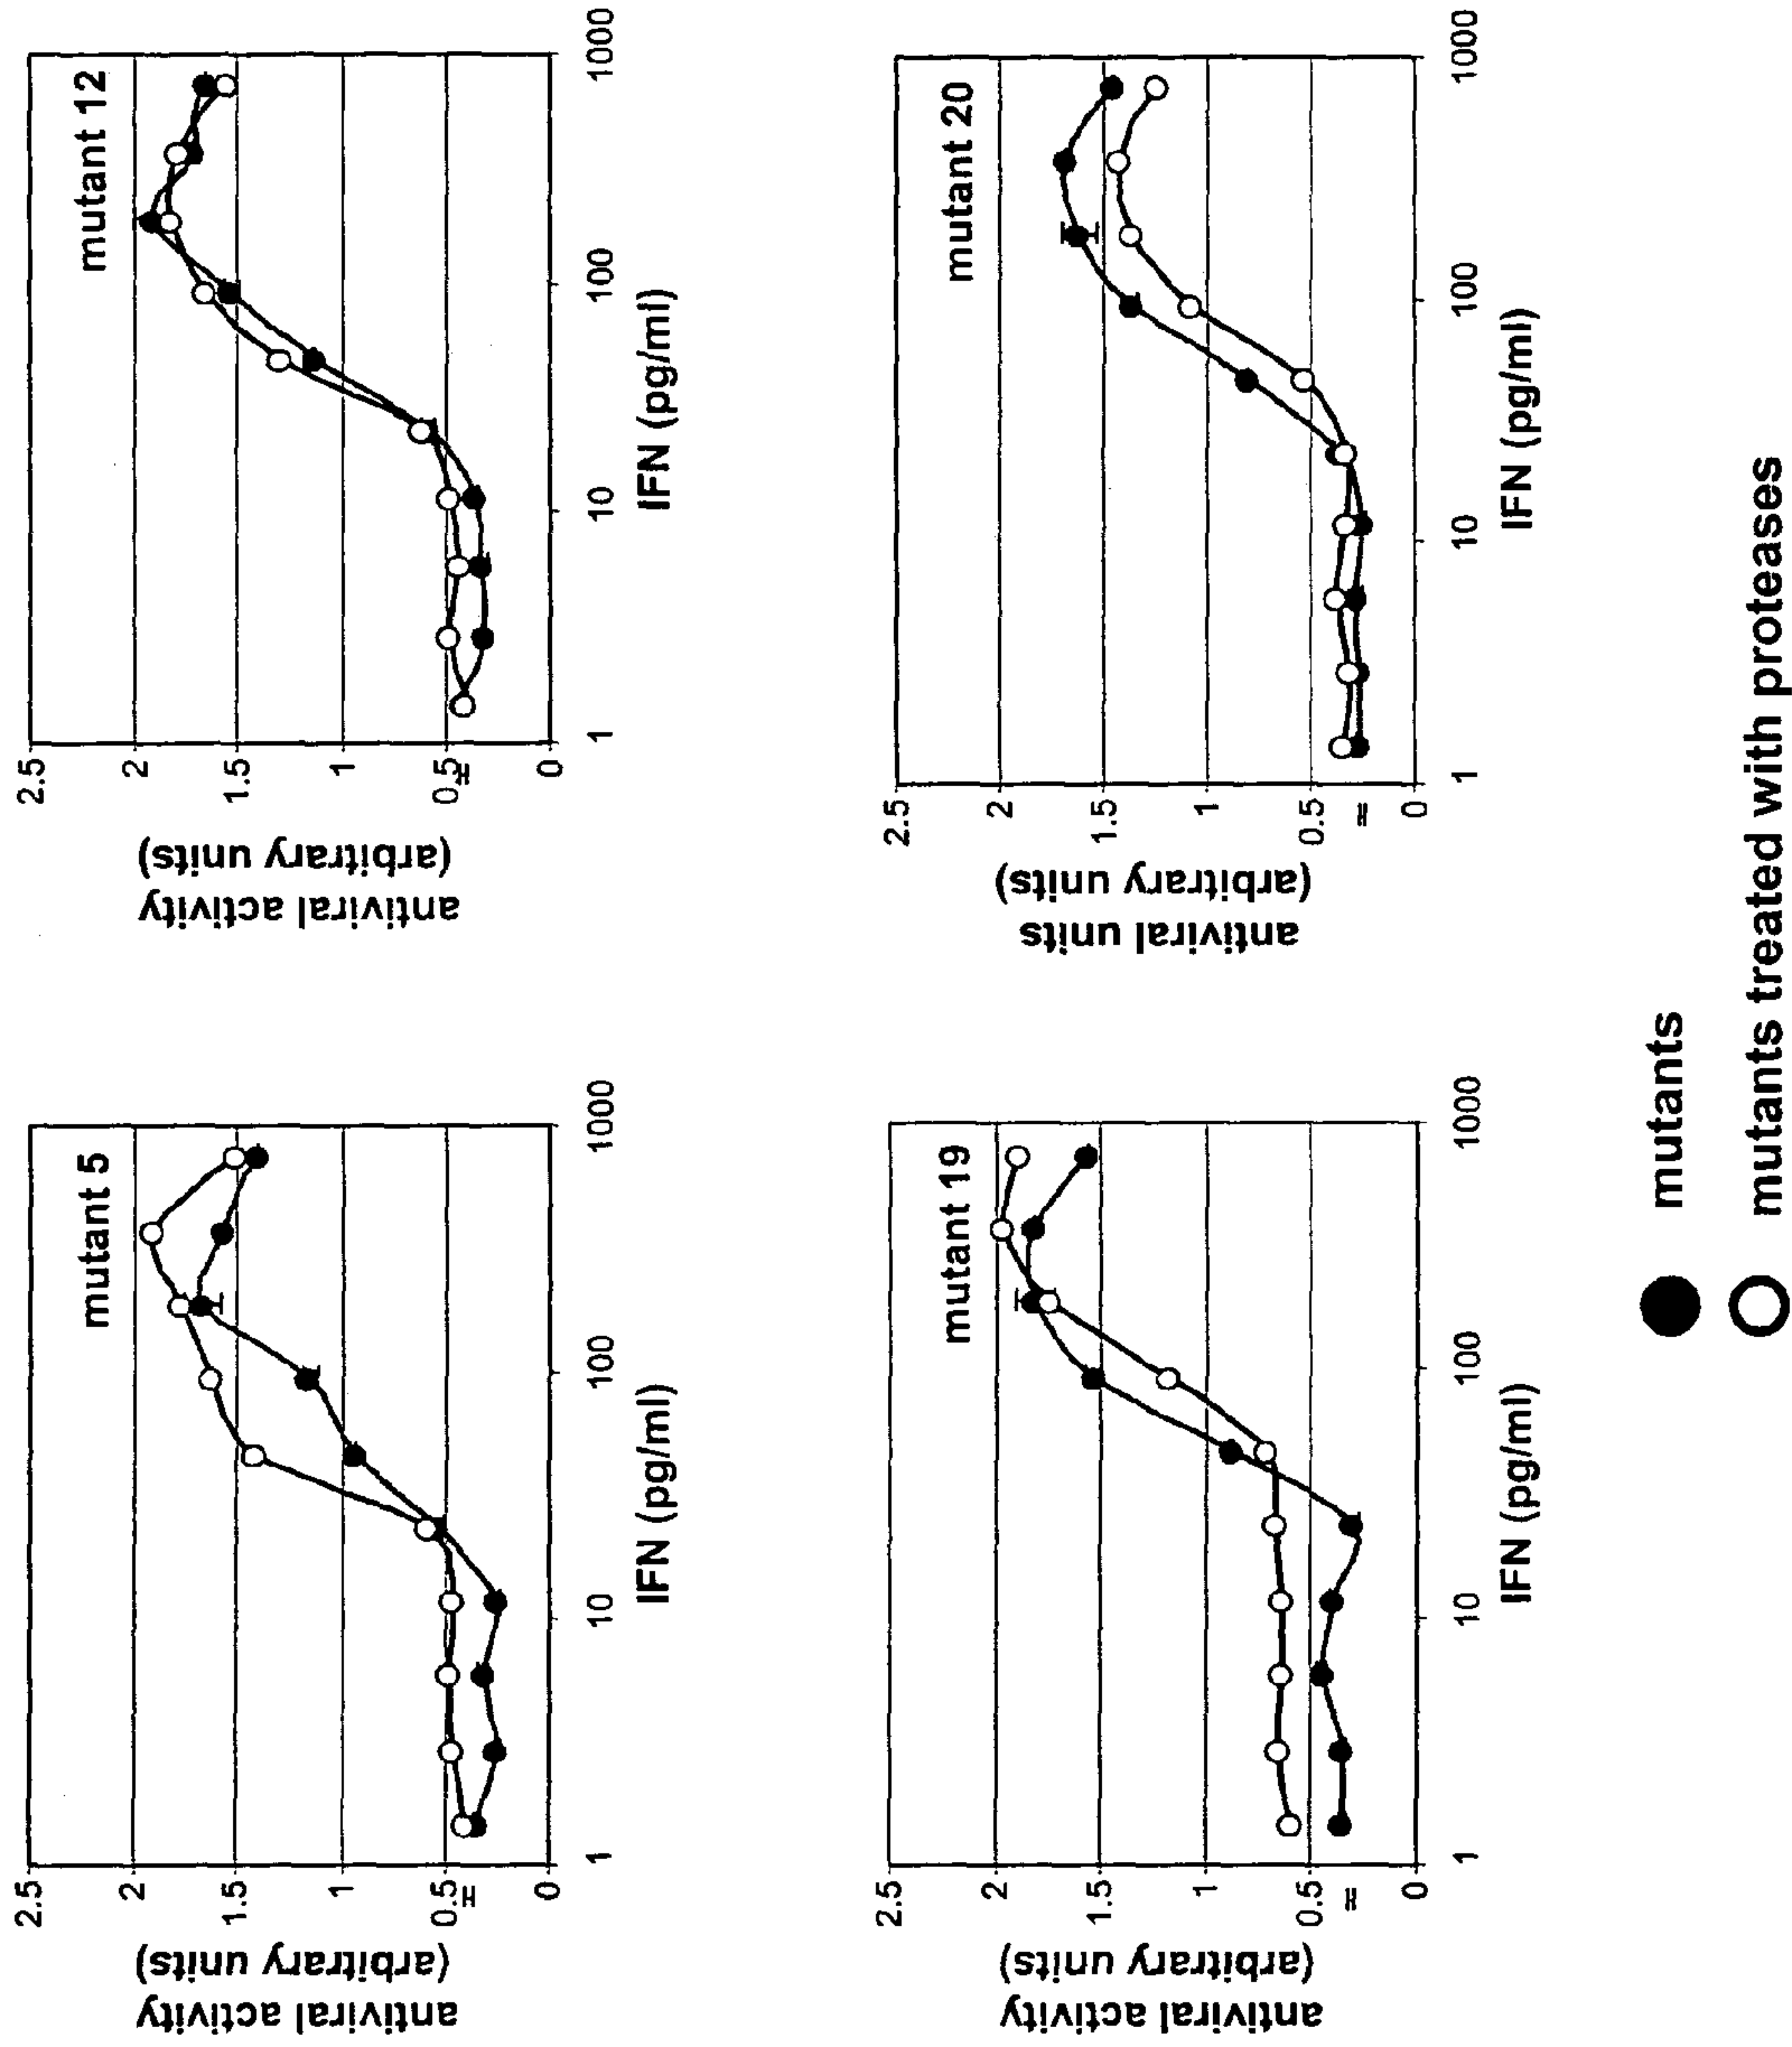 mutant 5
2.5
2
1.5
1
0.5
0
antiviral activity
(arbitrary units)
1 10 100 1000
IFN (pg/ml)
mutant 12
2.5
2
1.5
1
0.5
0
antiviral activity
(arbitrary units)
1 10 100 1000
IFN (pg/ml)
mutant 19
2.5
2
1.5
1
0.5
0
antiviral activity
(arbitrary units)
1 10 100 1000
IFN (pg/ml)
mutant 20
2.5
2
1.5
1
0.5
0
antiviral units
(arbitrary units)
1 10 100 1000
IFN (pg/ml)
mutants
mutants treated with proteases